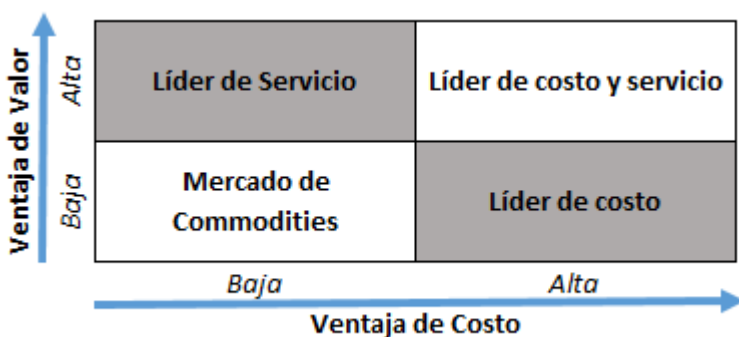 Ventaja de Valor
Alta
Baja
Líder de Servicio
Líder de costo y servicio
Mercado de
Commodities
Líder de costo
Baja
Alta
Ventaja de Costo